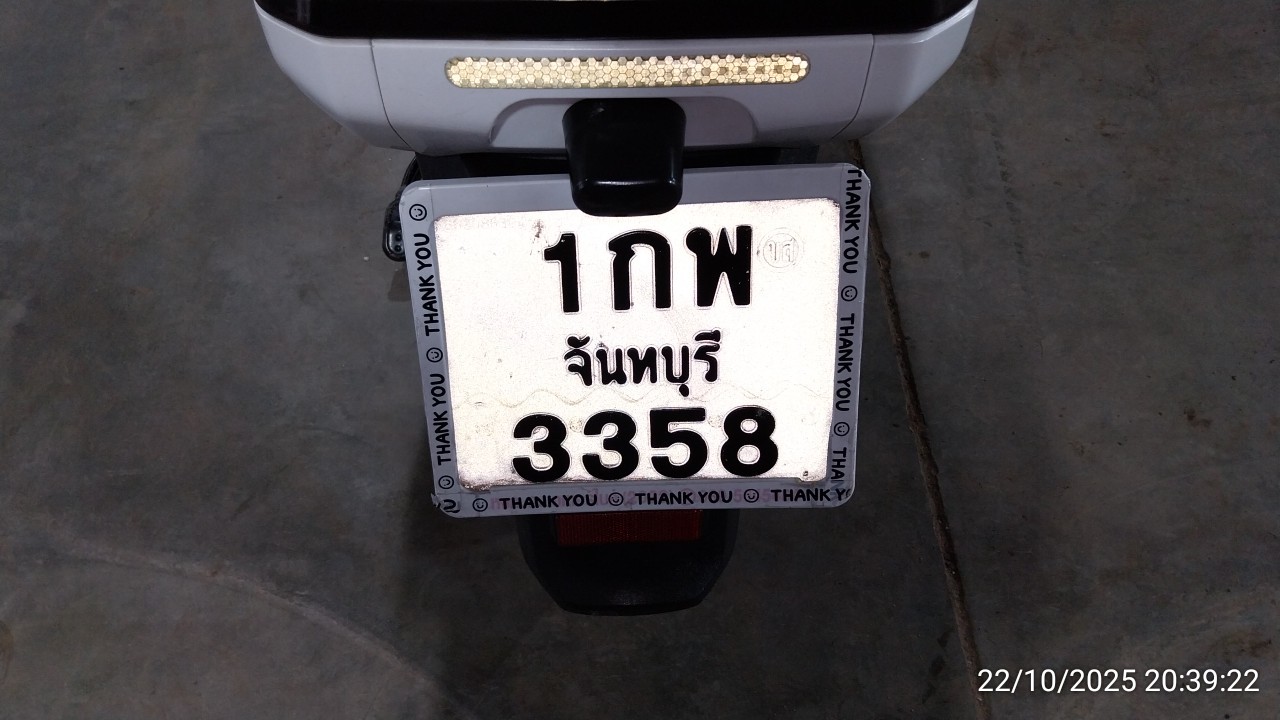 1กพ
จันทบุรี
3358
THANK YOU THANK YOU
THANK YOU THANK YOU
THANK YOU THANK YOU THANK Y
22/10/2025 20:39:22